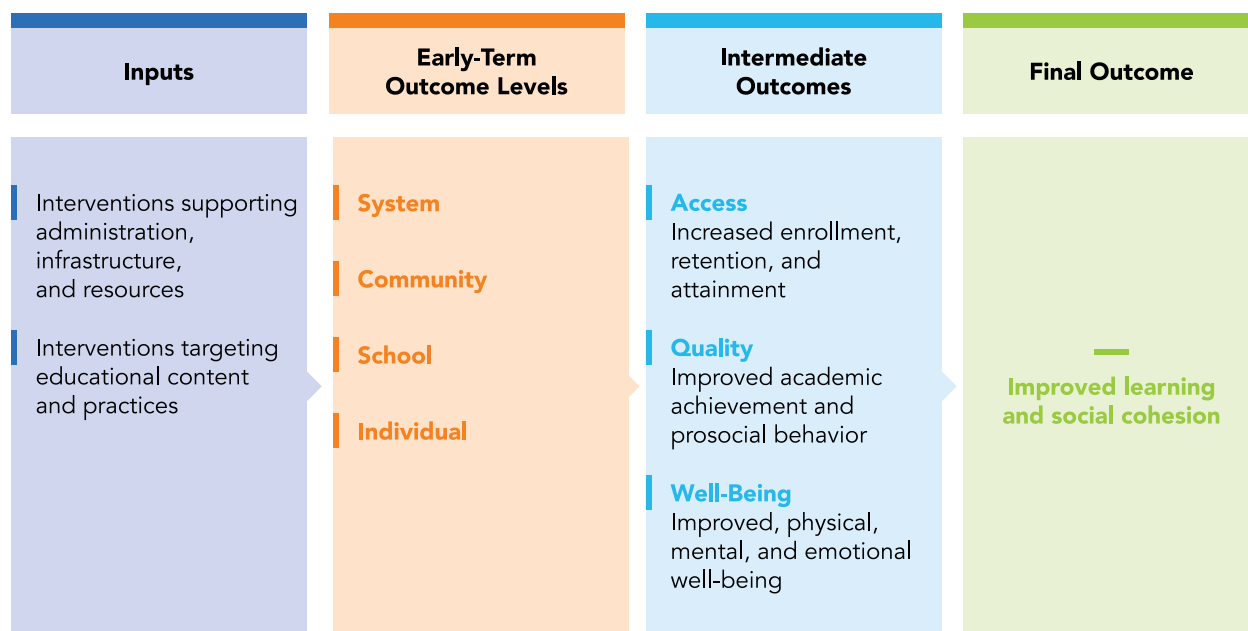 Inputs
Early-Term
Outcome Levels
Intermediate
Outcomes
Final Outcome
Interventions supporting
administration,
infrastructure,
and resources
Interventions targeting
educational content
and practices
System
Community
School
Individual
Access
Increased enrollment,
retention, and
attainment
Quality
Improved academic
achievement and
prosocial behavior
Well-Being
Improved, physical,
mental, and emotional
well-being
Improved learning
and social cohesion